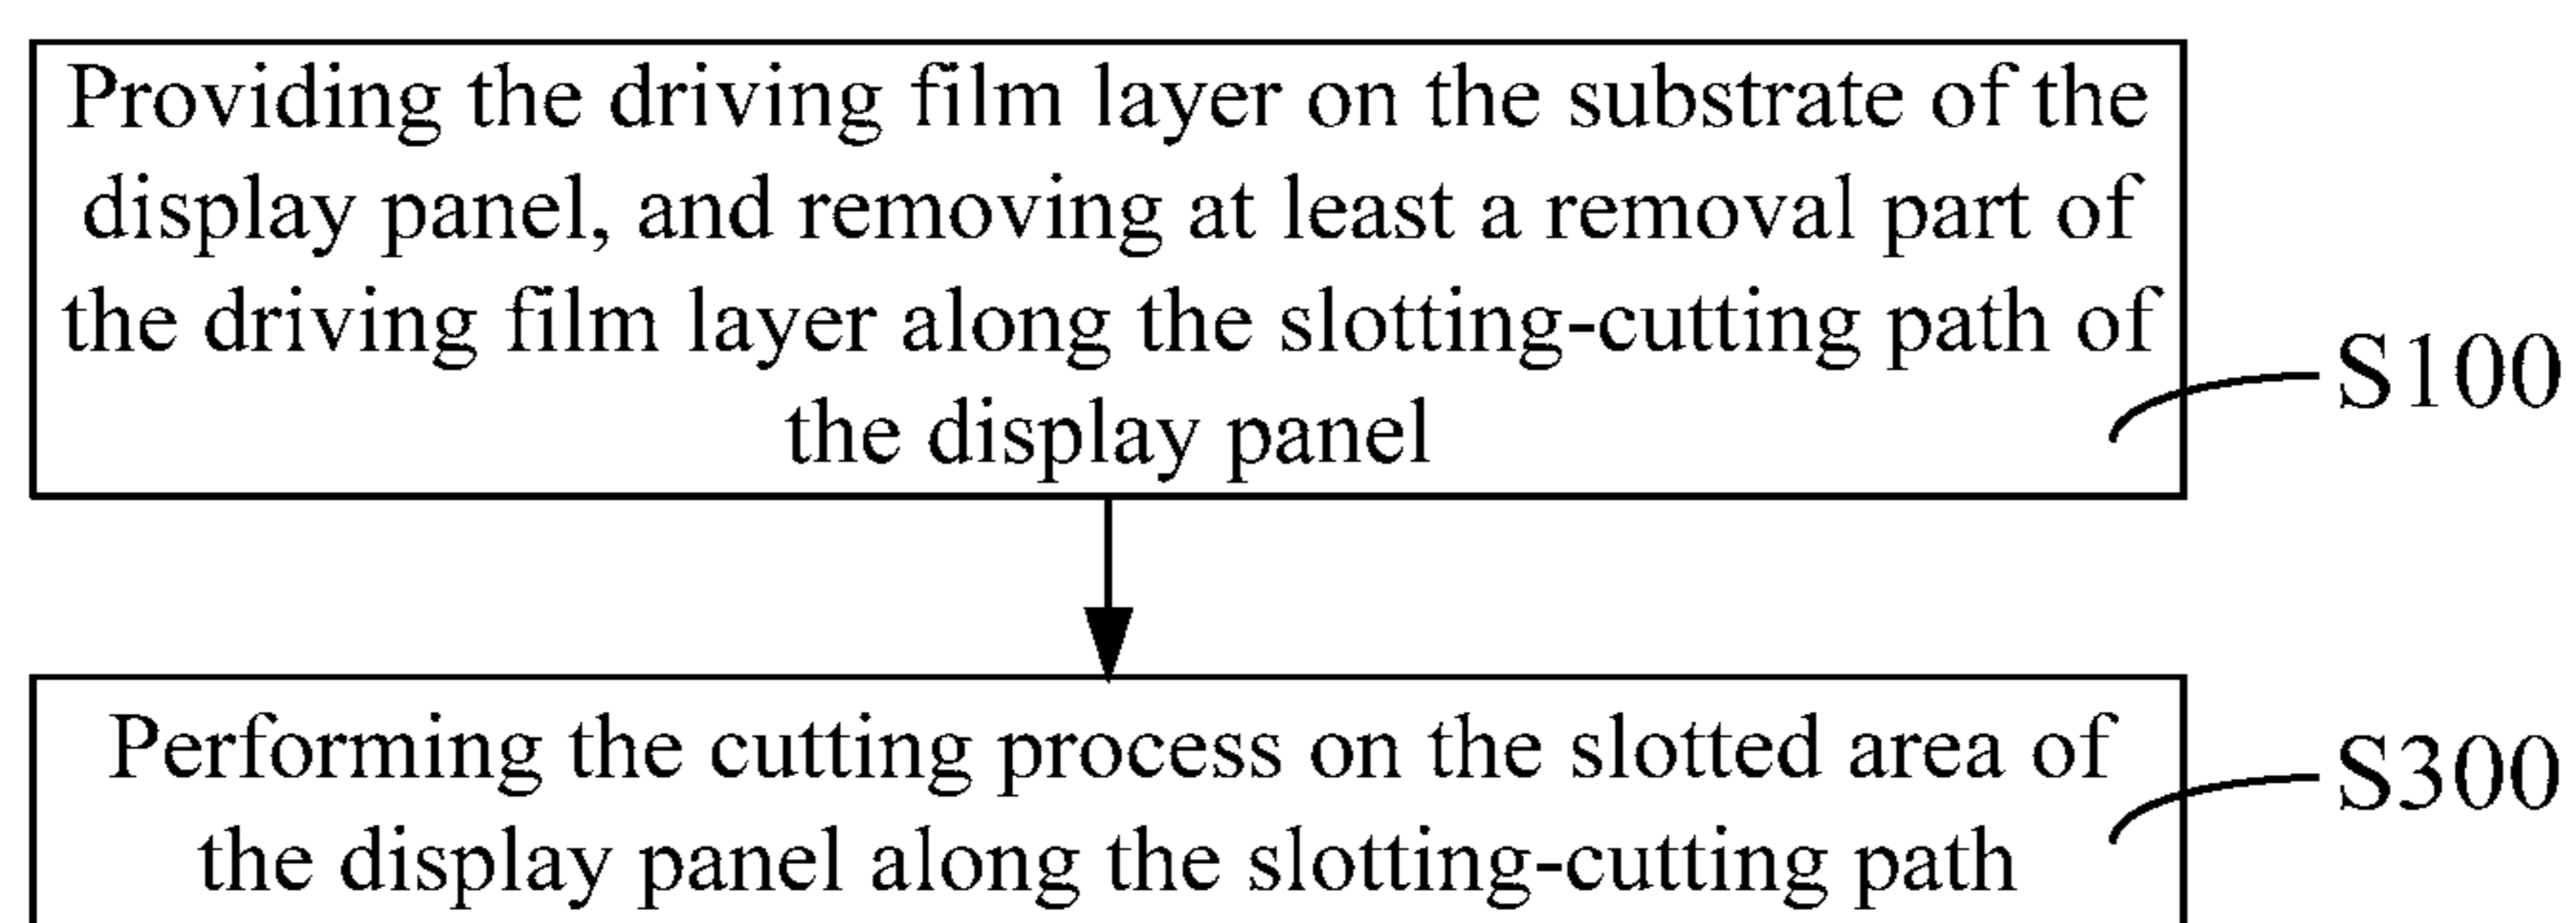 Providing the driving film layer on the substrate of the
display panel, and removing at least a removal part of
the driving film layer along the slotting-cutting path of
the display panel
S100
Performing the cutting process on the slotted area of
the display panel along the slotting-cutting path
S300